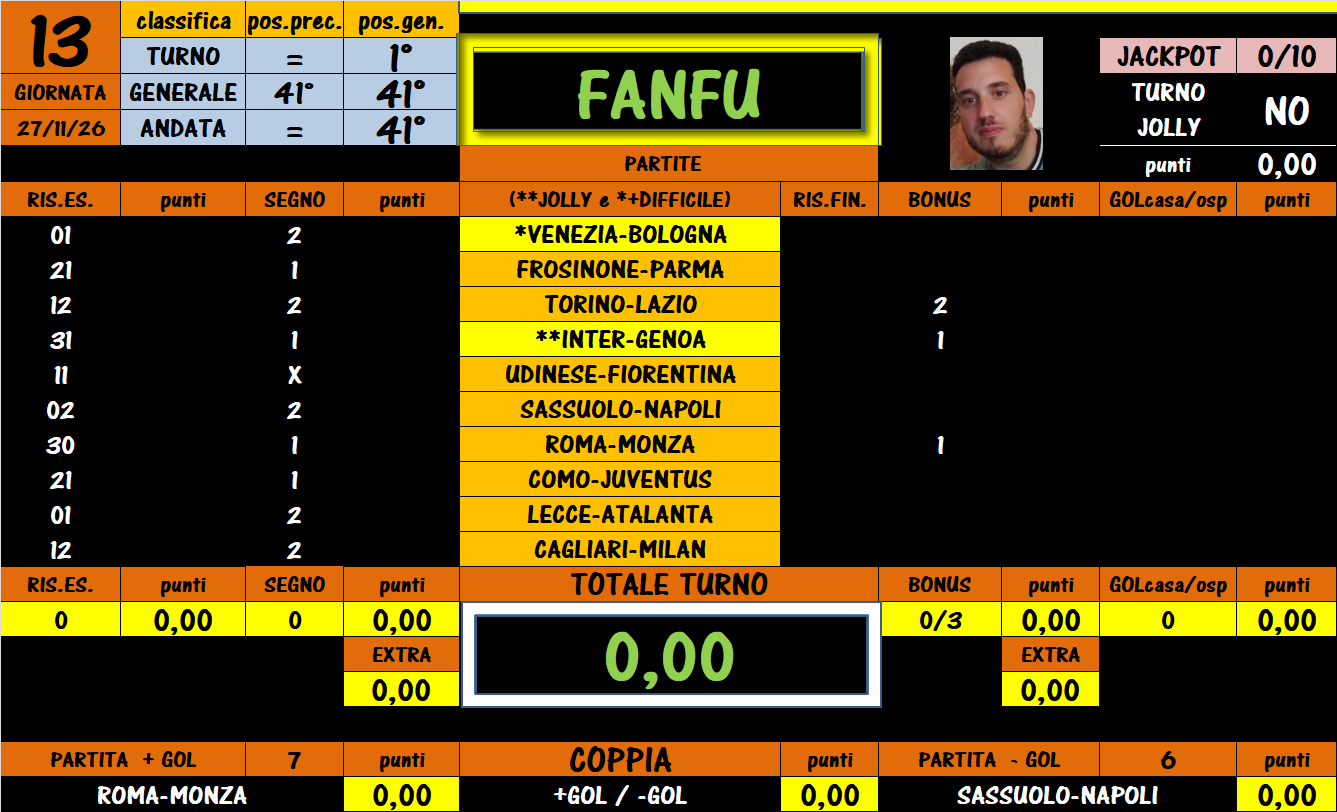 13 classifica pos.prec. pos.gen.
TURNO = 1°
GIORNATA GENERALE 41° 41°
27/11/26 ANDATA = 41°
FANFU
JACKPOT 0/10
TURNO JOLLY NO
punti 0,00
PARTITE
RIS.ES. punti SEGNO punti (**JOLLY e *+DIFFICILE) RIS.FIN. BONUS punti GOLcasa/osp punti
01 2 *VENEZIA-BOLOGNA
21 1 FROSINONE-PARMA
12 2 TORINO-LAZIO 2
31 1 **INTER-GENOA 1
11 X UDINESE-FIORENTINA
02 2 SASSUOLO-NAPOLI
30 1 ROMA-MONZA 1
21 1 COMO-JUVENTUS
01 2 LECCE-ATALANTA
12 2 CAGLIARI-MILAN
RIS.ES. punti SEGNO punti TOTALE TURNO BONUS punti GOLcasa/osp punti
0 0,00 0 0,00 0,00 0/3 0,00 0 0,00
EXTRA EXTRA
0,00 0,00
PARTITA + GOL 7 punti COPPIA punti PARTITA - GOL 6 punti
ROMA-MONZA 0,00 +GOL / -GOL 0,00 SASSUOLO-NAPOLI 0,00